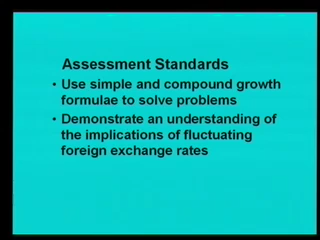 Assessment Standards
• Use simple and compound growth
formulae to solve problems
• Demonstrate an understanding of
the implications of fluctuating
foreign exchange rates